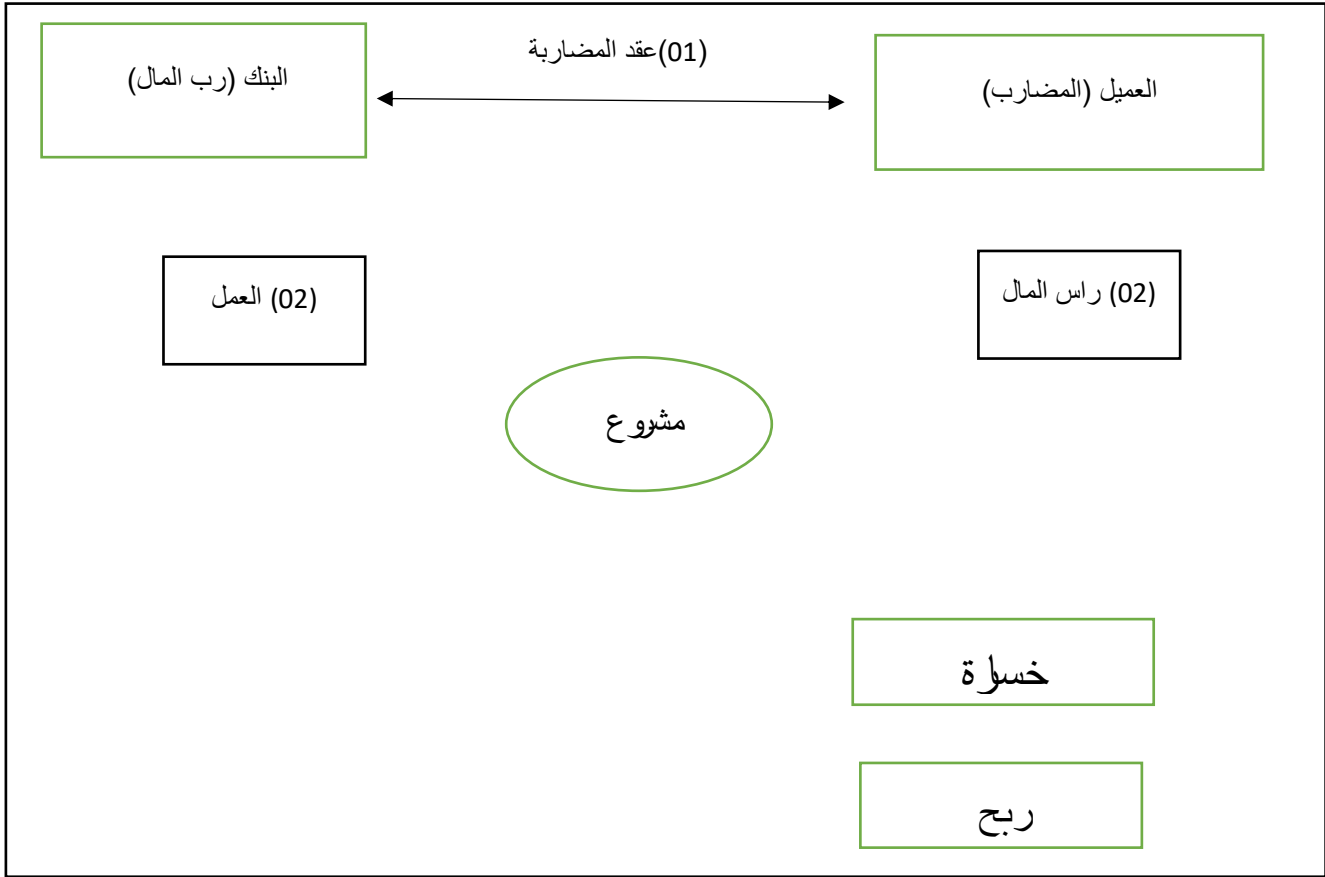 (01)عقد المضاربة
العميل (المضارب)
البنك (رب المال)
(02) راس المال
(02) العمل
مشروع
خسارة
ربح